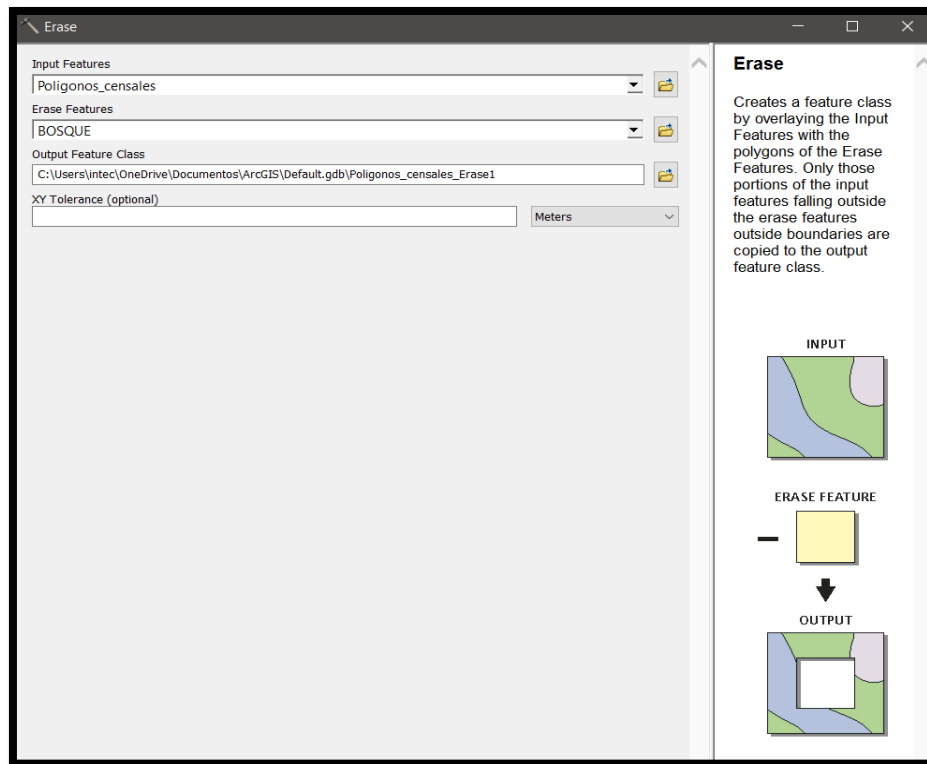 Erase
Input Features
Poligonos_censales
Erase Features
BOSQUE
Output Feature Class
C:\Users\intec\OneDrive\Documentos\ArcGIS\Default.gdb\Poligonos_censales_Erase1
XY Tolerance (optional)
Meters
Erase
Creates a feature class
by overlaying the Input
Features with the
polygons of the Erase
Features. Only those
portions of the input
features falling outside
the erase features
outside boundaries are
copied to the output
feature class.
INPUT
ERASE FEATURE
OUTPUT